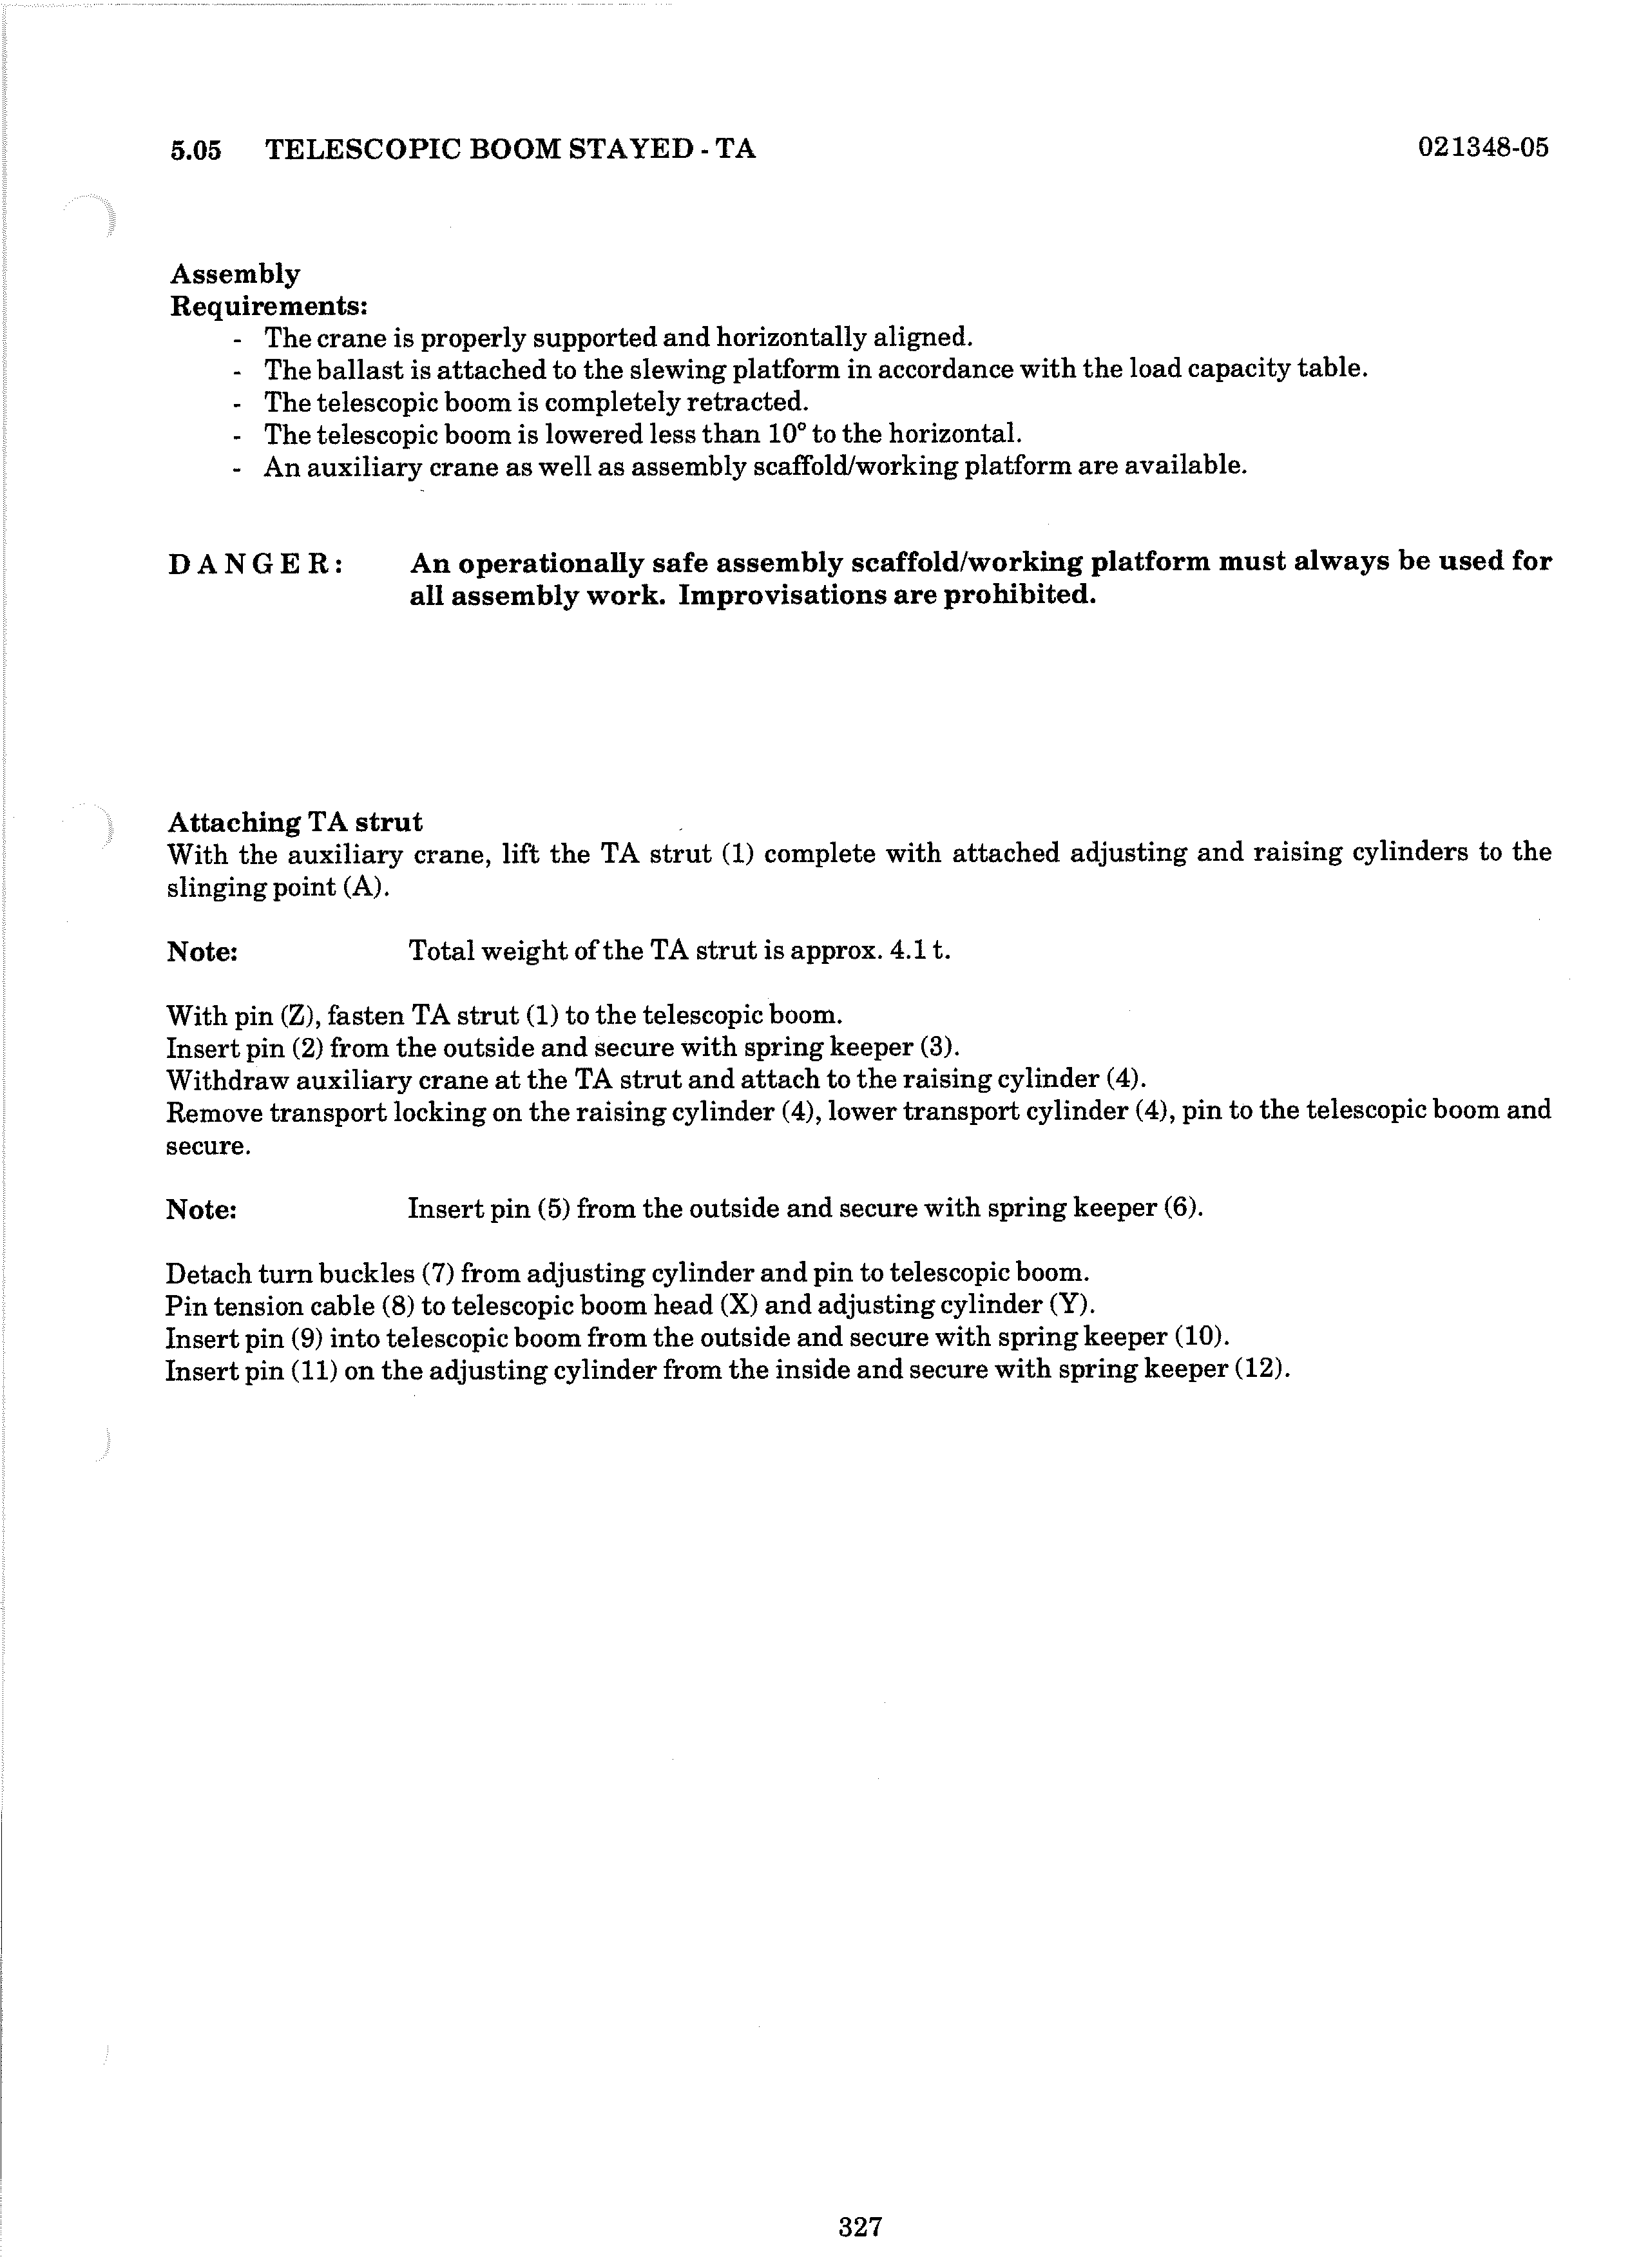 5.05 TELESCOPIC BOOM STAYED - TA 021348-05
Assembly
Requirements:
- The crane is properly supported and horizontally aligned.
- The ballast is attached to the slewing platform in accordance with the load capacity table.
- The telescopic boom is completely retracted.
- The telescopic boom is lowered less than 10° to the horizontal.
- An auxiliary crane as well as assembly scaffold/working platform are available.
D A N G E R : An operationally safe assembly scaffold/working platform must always be used for
all assembly work. Improvisations are prohibited.
Attaching TA strut
With the auxiliary crane, lift the TA strut (1) complete with attached adjusting and raising cylinders to the
slinging point (A).
Note: Total weight of the TA strut is approx. 4.1 t.
With pin (Z), fasten TA strut (1) to the telescopic boom.
Insert pin (2) from the outside and secure with spring keeper (3).
Withdraw auxiliary crane at the TA strut and attach to the raising cylinder (4).
Remove transport locking on the raising cylinder (4), lower transport cylinder (4), pin to the telescopic boom and
secure.
Note: Insert pin (5) from the outside and secure with spring keeper (6).
Detach turn buckles (7) from adjusting cylinder and pin to telescopic boom.
Pin tension cable (8) to telescopic boom head (X) and adjusting cylinder (Y).
Insert pin (9) into telescopic boom from the outside and secure with spring keeper (10).
Insert pin (11) on the adjusting cylinder from the inside and secure with spring keeper (12).
327